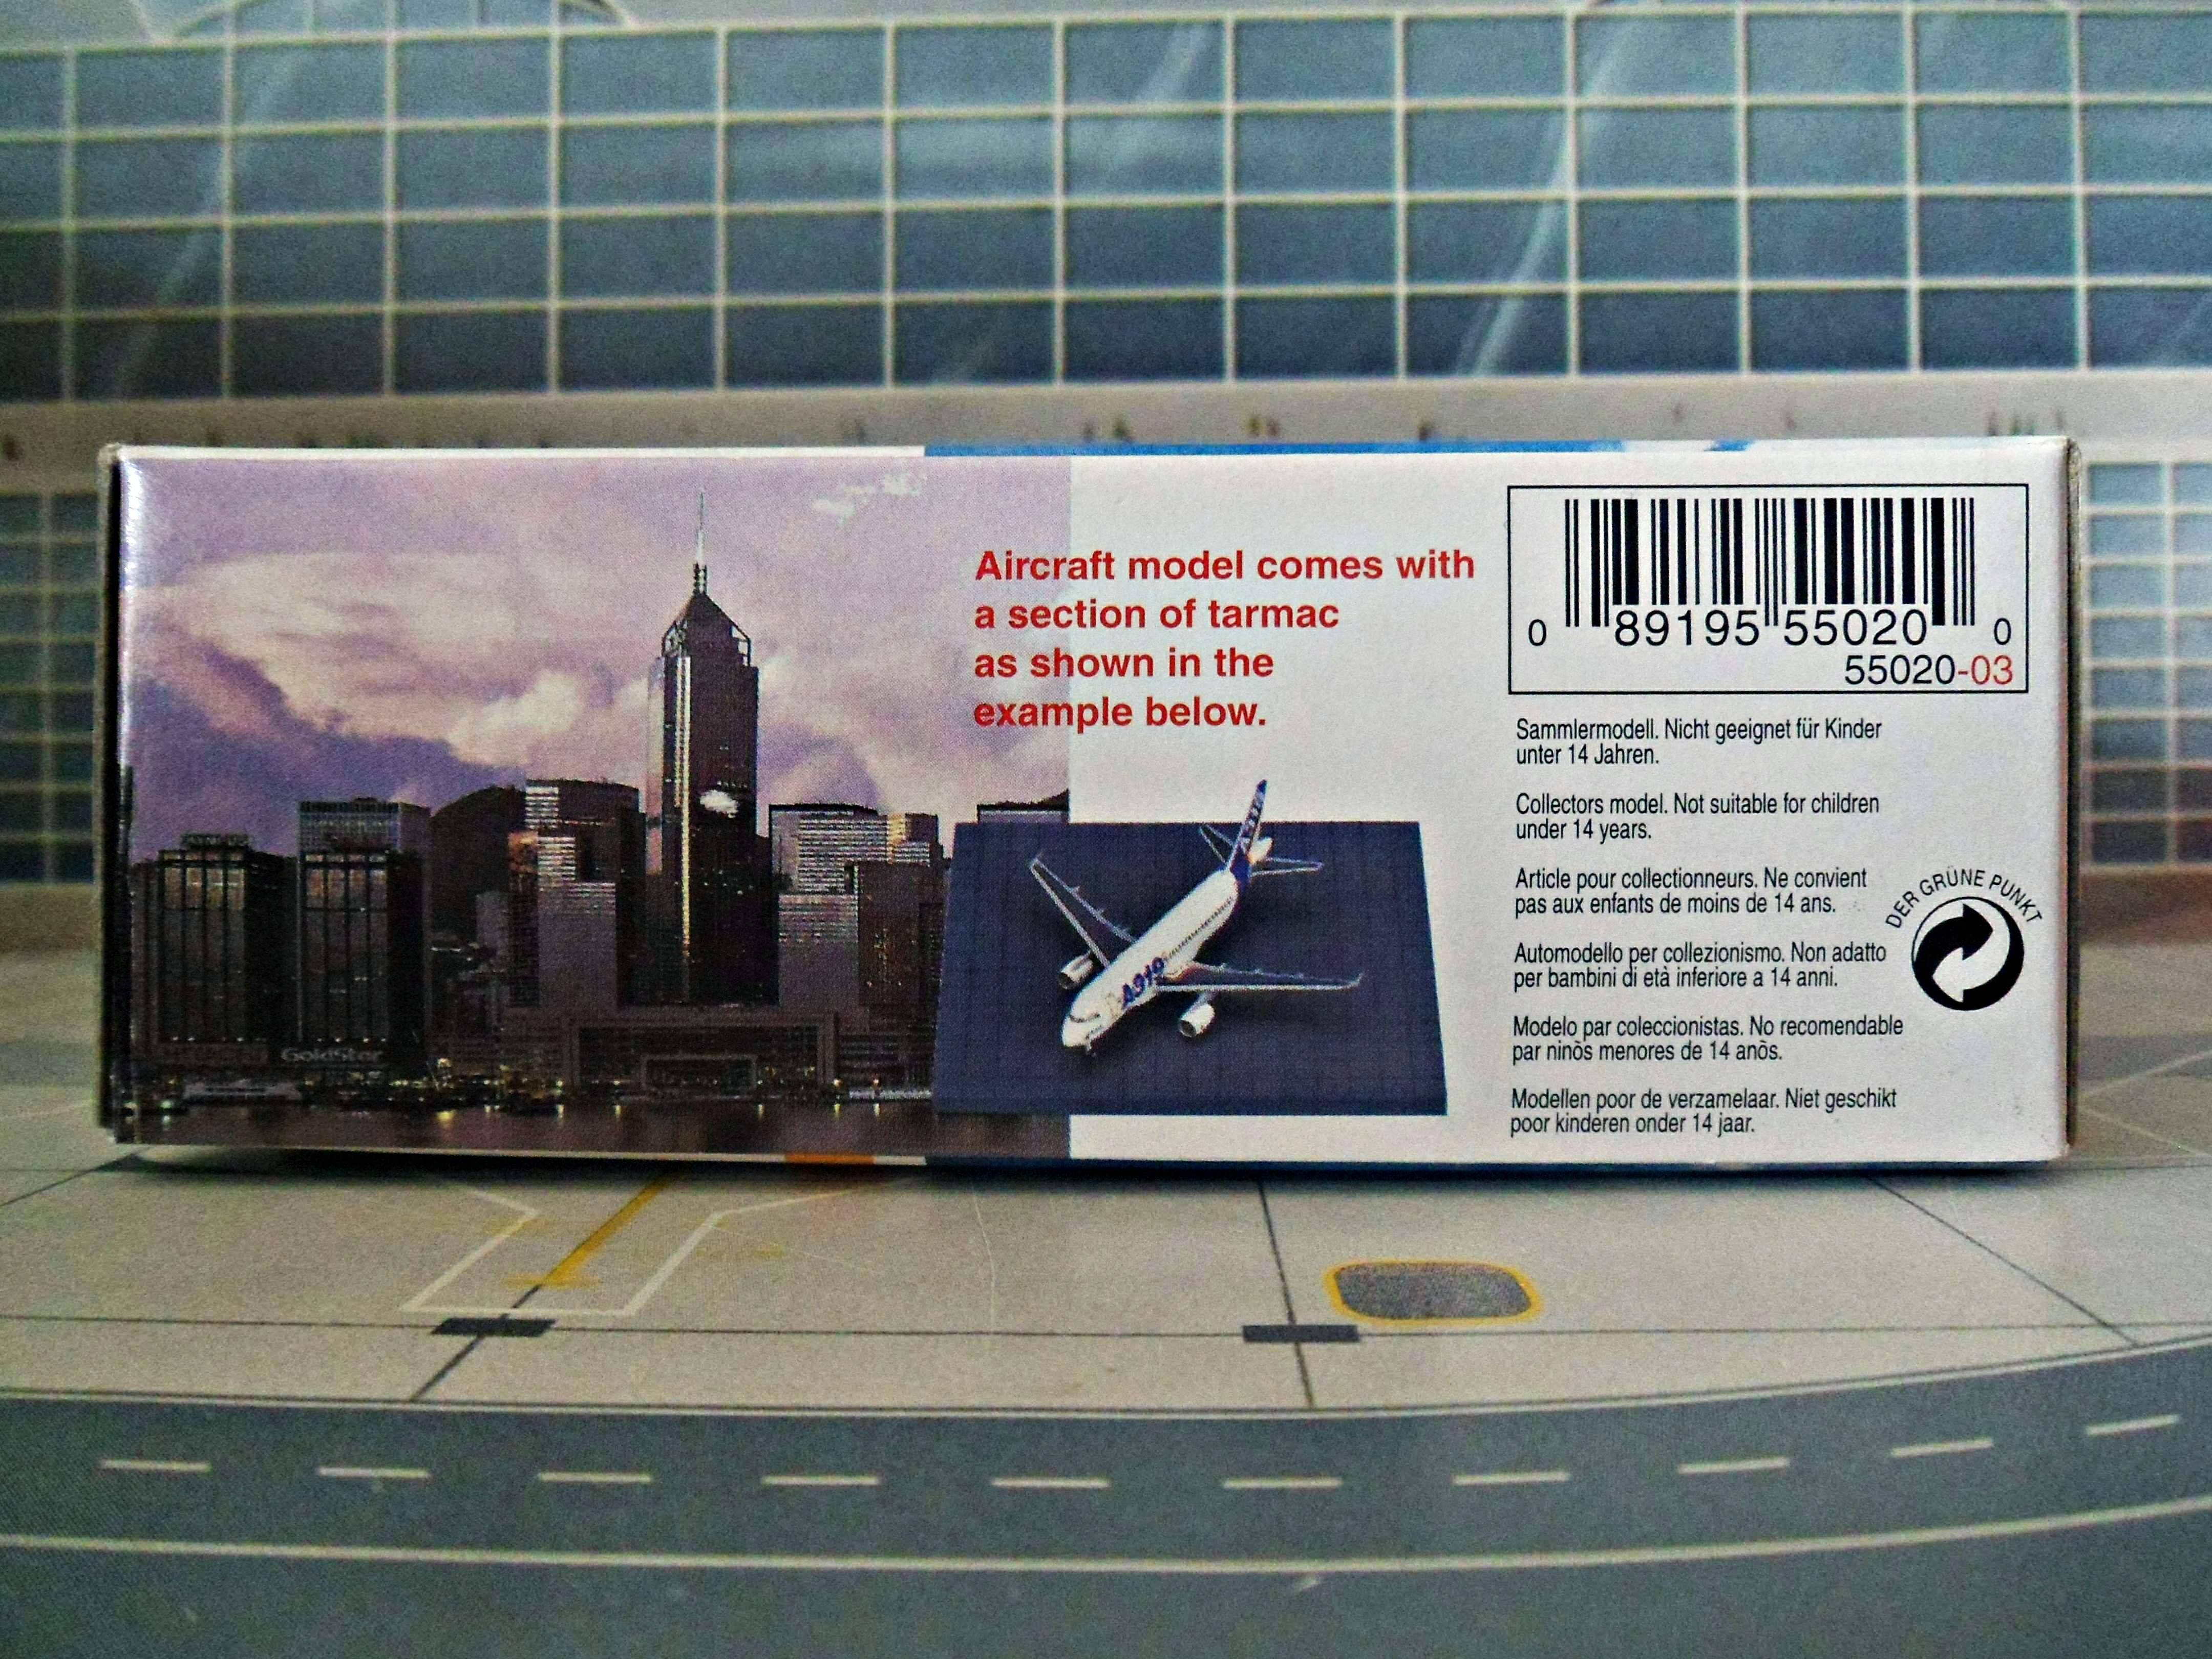 Aircraft model comes with
a section of tarmac
as shown in the
example below.
GoldStar
A319
0 89195 55020 0
55020-03
Sammlermodell. Nicht geeignet für Kinder
unter 14 Jahren.
Collectors model. Not suitable for children
under 14 years.
Article pour collectionneurs. Ne convient
pas aux enfants de moins de 14 ans.
Automodello per collezionismo. Non adatto
per bambini di età inferiore a 14 anni.
Modelo par coleccionistas. No recomendable
par ninòs menores de 14 anòs.
Modellen poor de verzamelaar. Niet geschikt
poor kinderen onder 14 jaar.
DER GRÜNE PUNKT